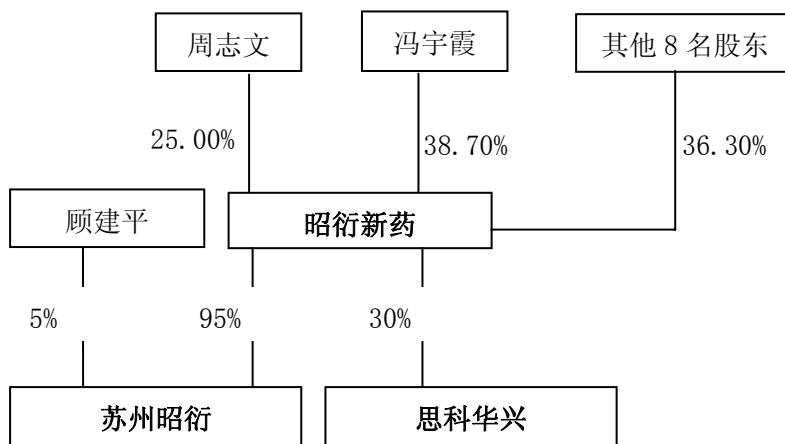 周志文
冯宇霞
其他 8 名股东
25.00%
38.70%
36.30%
顾建平
昭衍新药
5%
95%
30%
苏州昭衍
思科华兴